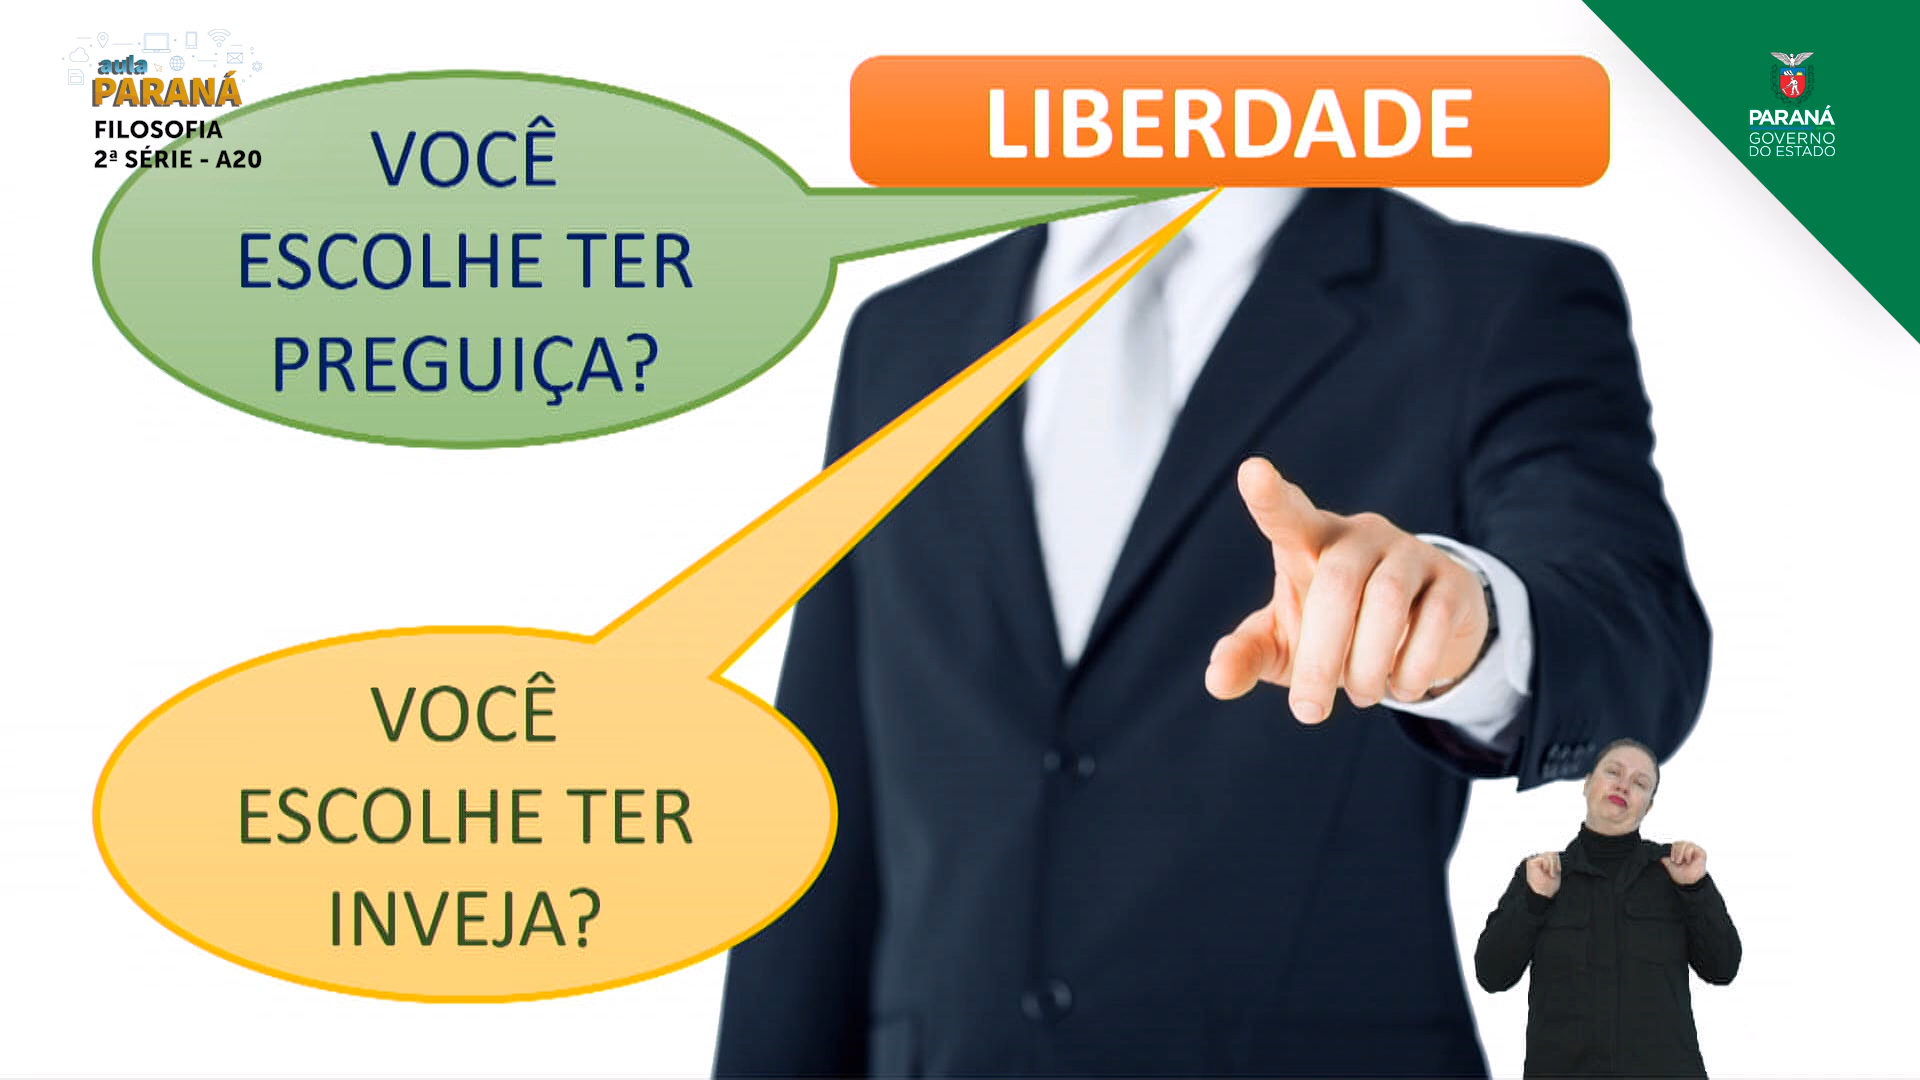 aula
PARANÁ
FILOSOFIA
2ª SÉRIE - A20
VOCÊ
ESCOLHE TER
PREGUIÇA?
LIBERDADE
PARANÁ
GOVERNO
DO ESTADO
VOCÊ
ESCOLHE TER
INVEJA?